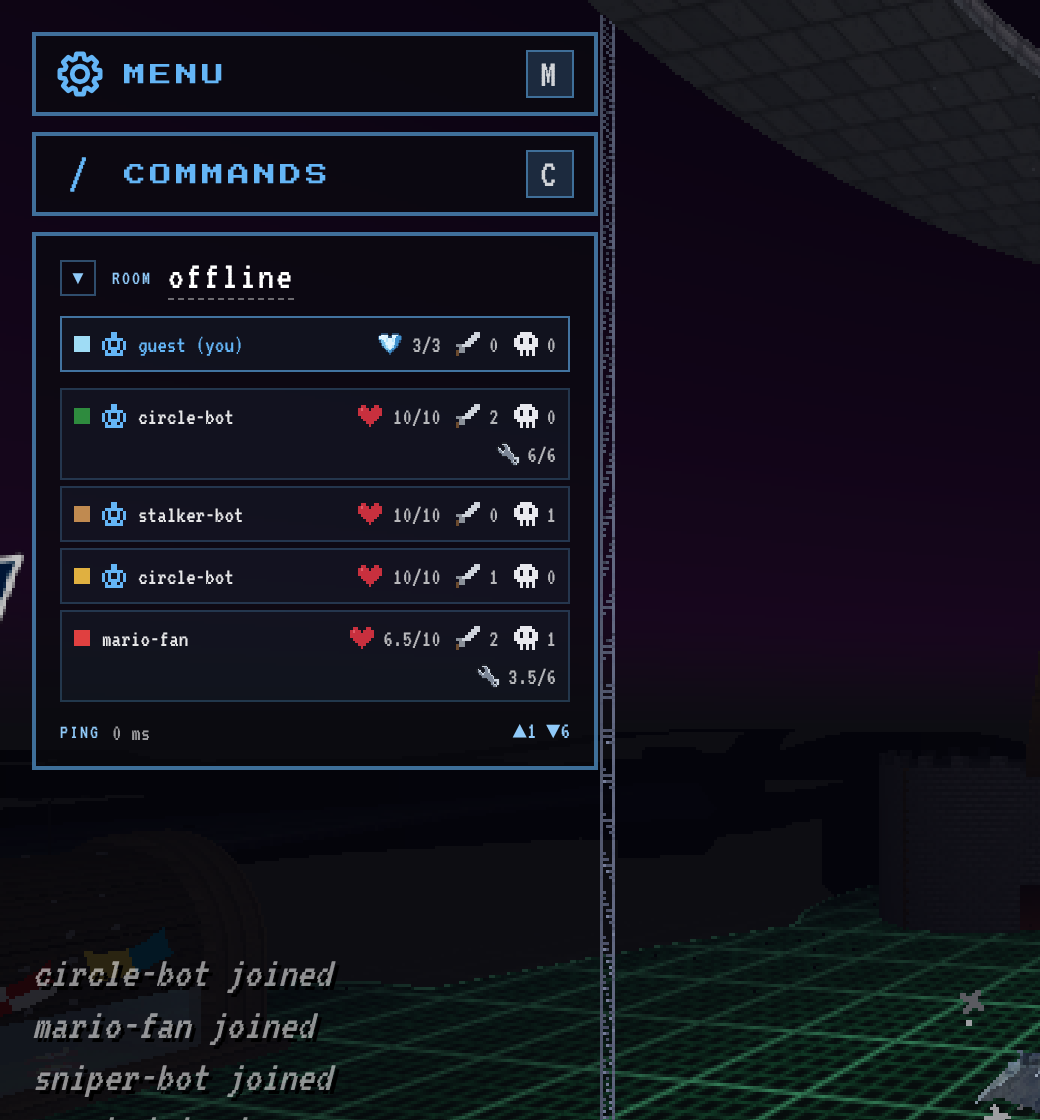 MENU M
/ COMMANDS C
▼ ROOM offline
guest (you) 3/3 0 0
circle-bot 10/10 2 0
6/6
stalker-bot 10/10 0 1
circle-bot 10/10 1 0
mario-fan 6.5/10 2 1
3.5/6
PING 0 ms ▲1 ▼6
circle-bot joined
mario-fan joined
sniper-bot joined